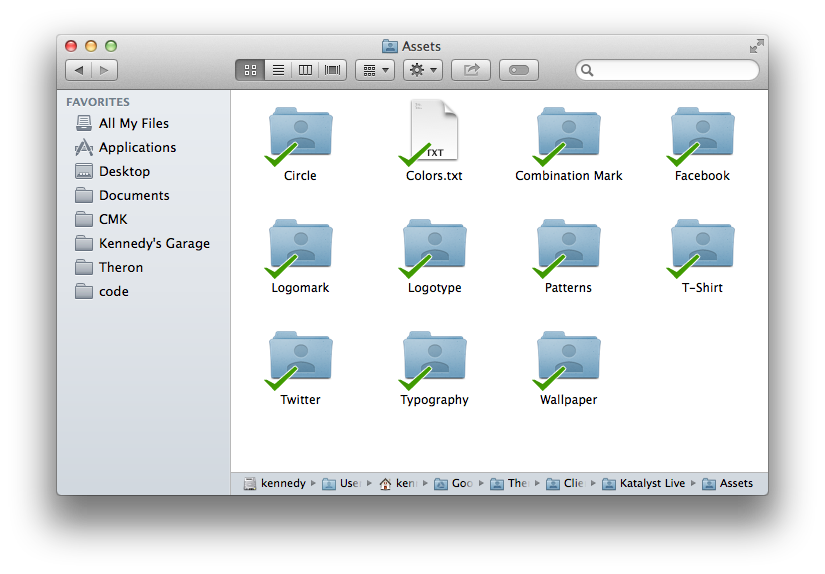 Assets
FAVORITES
All My Files
Applications
Desktop
Documents
CMK
Kennedy's Garage
Theron
code
TXT
Circle Colors.txt Combination Mark Facebook
Logomark Logotype Patterns T-Shirt
Twitter Typography Wallpaper
kennedy Use ken Goo The Clie Katalyst Live Assets